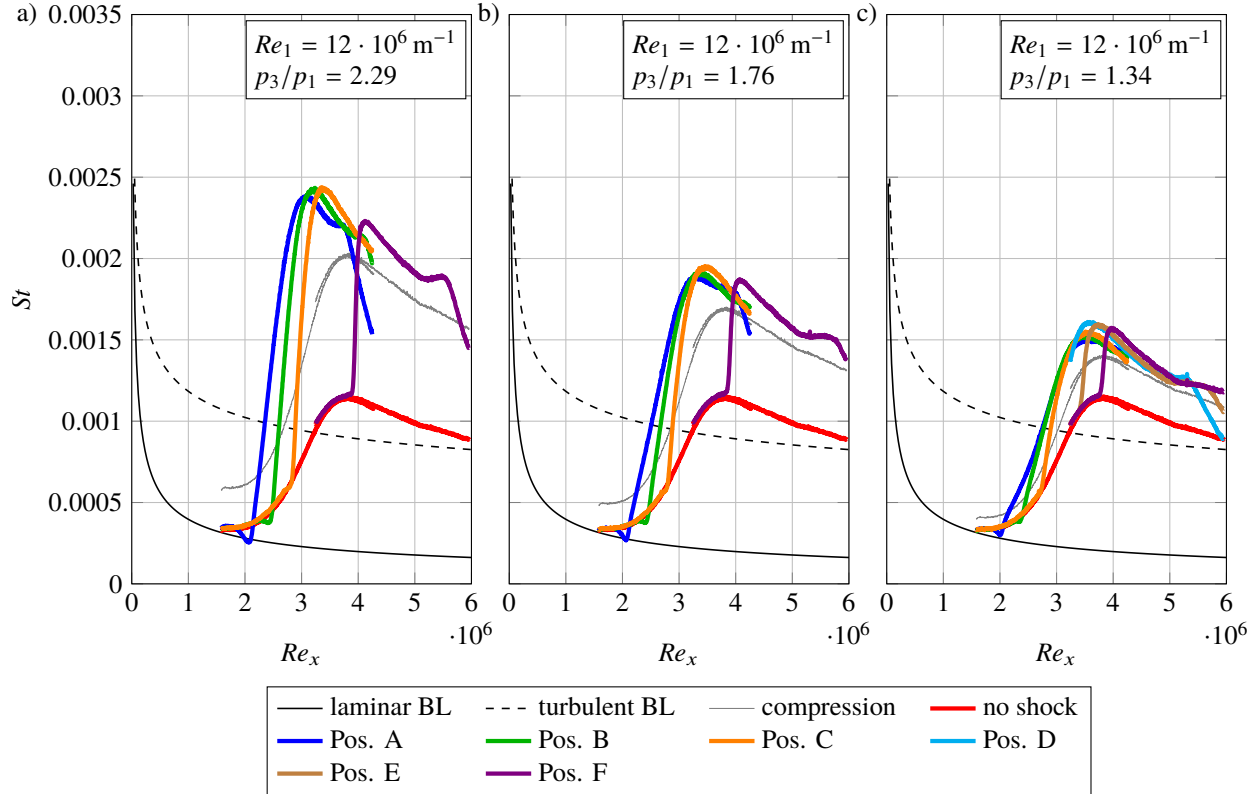 a)
Re₁ = 12 · 10⁶ m⁻¹
p₃/p₁ = 2.29
b)
Re₁ = 12 · 10⁶ m⁻¹
p₃/p₁ = 1.76
c)
Re₁ = 12 · 10⁶ m⁻¹
p₃/p₁ = 1.34
0.0035
0.003
0.0025
0.002
0.0015
0.001
0.0005
0
St
0 1 2 3 4 5 6
·10⁶
Reₓ
0 1 2 3 4 5 6
·10⁶
Reₓ
0 1 2 3 4 5 6
·10⁶
Reₓ
laminar BL turbulent BL compression no shock
Pos. A Pos. B Pos. C Pos. D
Pos. E Pos. F